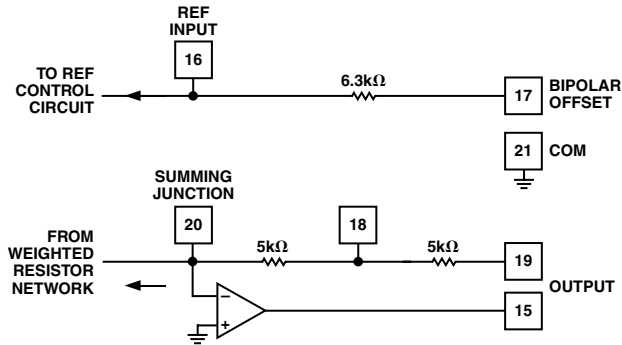 REF
INPUT
16
TO REF
CONTROL
CIRCUIT
6.3kΩ
17
BIPOLAR
OFFSET
21
COM
SUMMING
JUNCTION
20
18
FROM
WEIGHTED
RESISTOR
NETWORK
5kΩ
5kΩ
19
OUTPUT
15
–
+